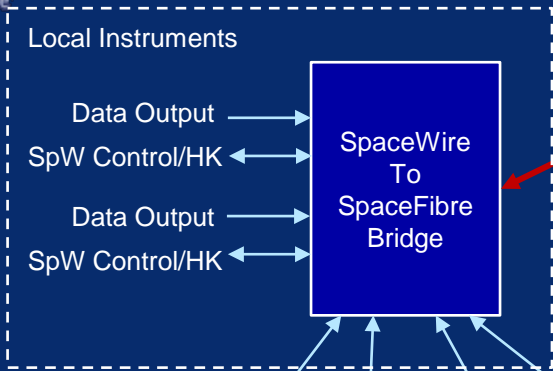 Local Instruments
Data Output
SpW Control/HK
Data Output
SpW Control/HK
SpaceWire
To
SpaceFibre
Bridge